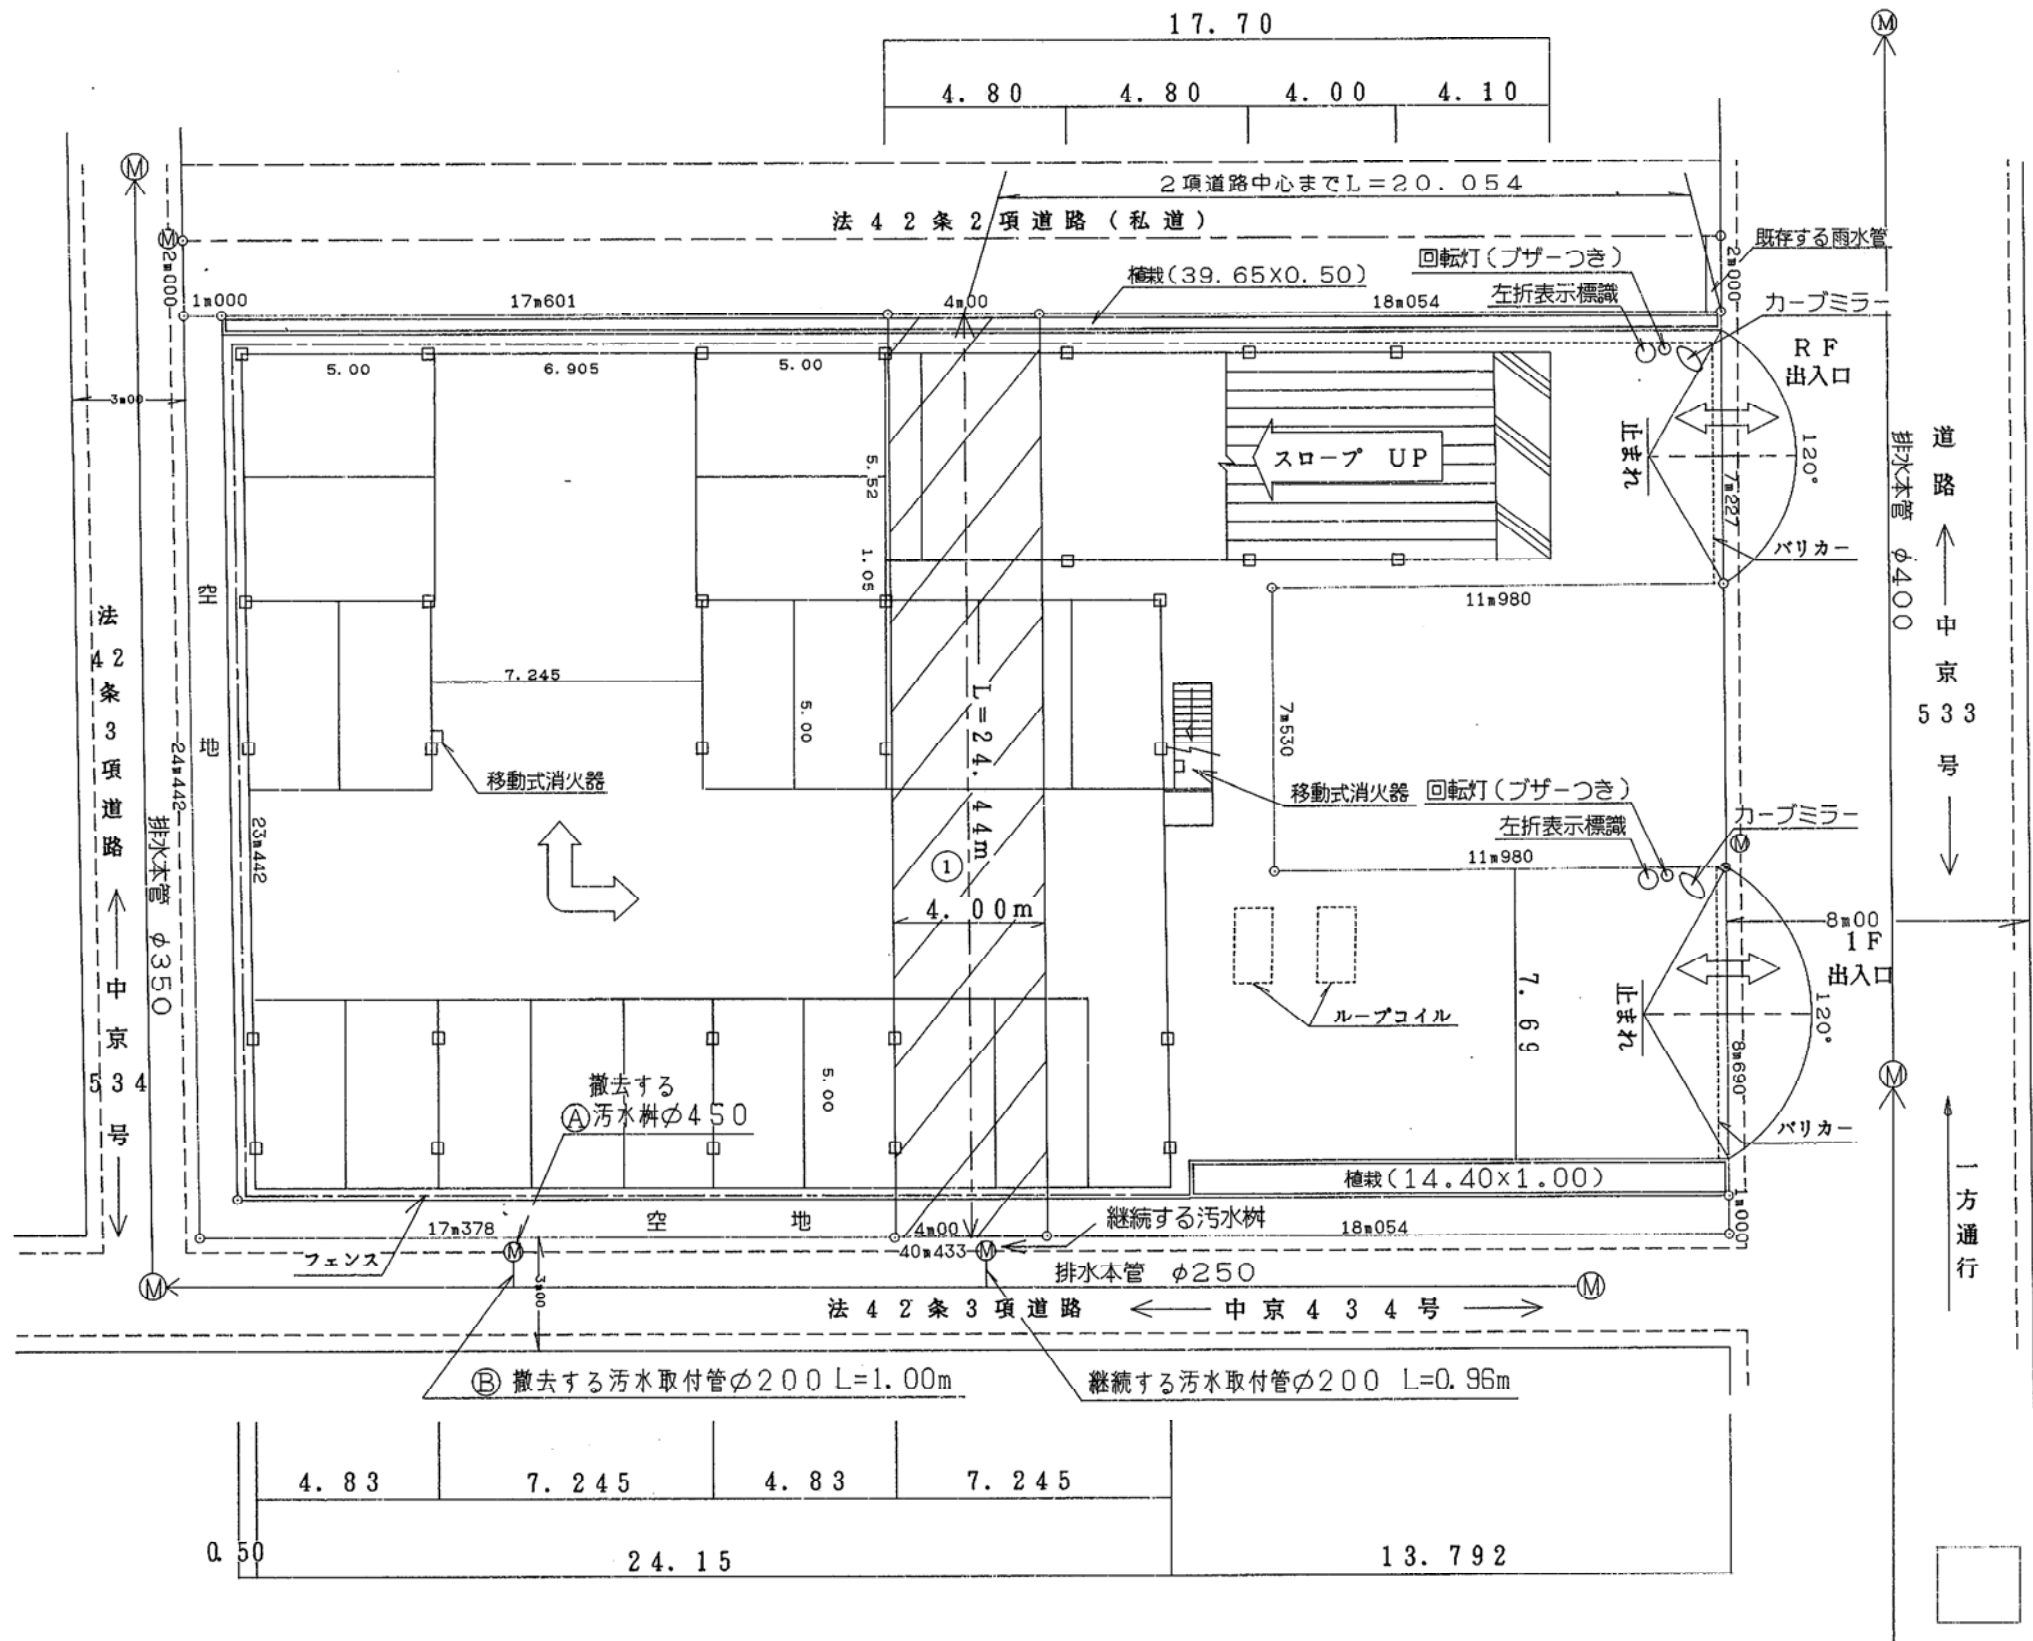 17.70
4.80 4.80 4.00 4.10
2項道路中心までL=20.054
法42条2項道路(私道)
既存する雨水管
回転灯(ブザーつき)
植栽(39.65×0.50)
左折表示標識
カーブミラー
2m000
2m000
1m000
17m601
4m00
18m054
RF
出入口
5.00
6.905
5.00
3m00
止まれ
120°
道路
中京
533
号
排水本管 φ400
スロープ UP
7m227
5.52
1.05
バリカー
11m980
空地
法42条3項道路
中京
534
号
7.245
5.00
L=24.44m
7m530
24m442
23m442
排水本管 φ350
移動式消火器
移動式消火器
回転灯(ブザーつき)
左折表示標識
カーブミラー
11m980
①
4.00m
8m00
1F
出入口
止まれ
120°
ループコイル
7.69
8m690
バリカー
5.00
撤去する
Ⓐ汚水桝φ450
植栽(14.40×1.00)
1m000
一方通行
空地
継続する汚水桝
17m378
4m00
18m054
40m433
フェンス
3m00
排水本管 φ250
法42条3項道路
中京434号
Ⓑ 撤去する汚水取付管φ200 L=1.00m
継続する汚水取付管φ200 L=0.96m
4.83 7.245 4.83 7.245
0.50
24.15
13.792
M
M
M
M
M
M
M
M
M